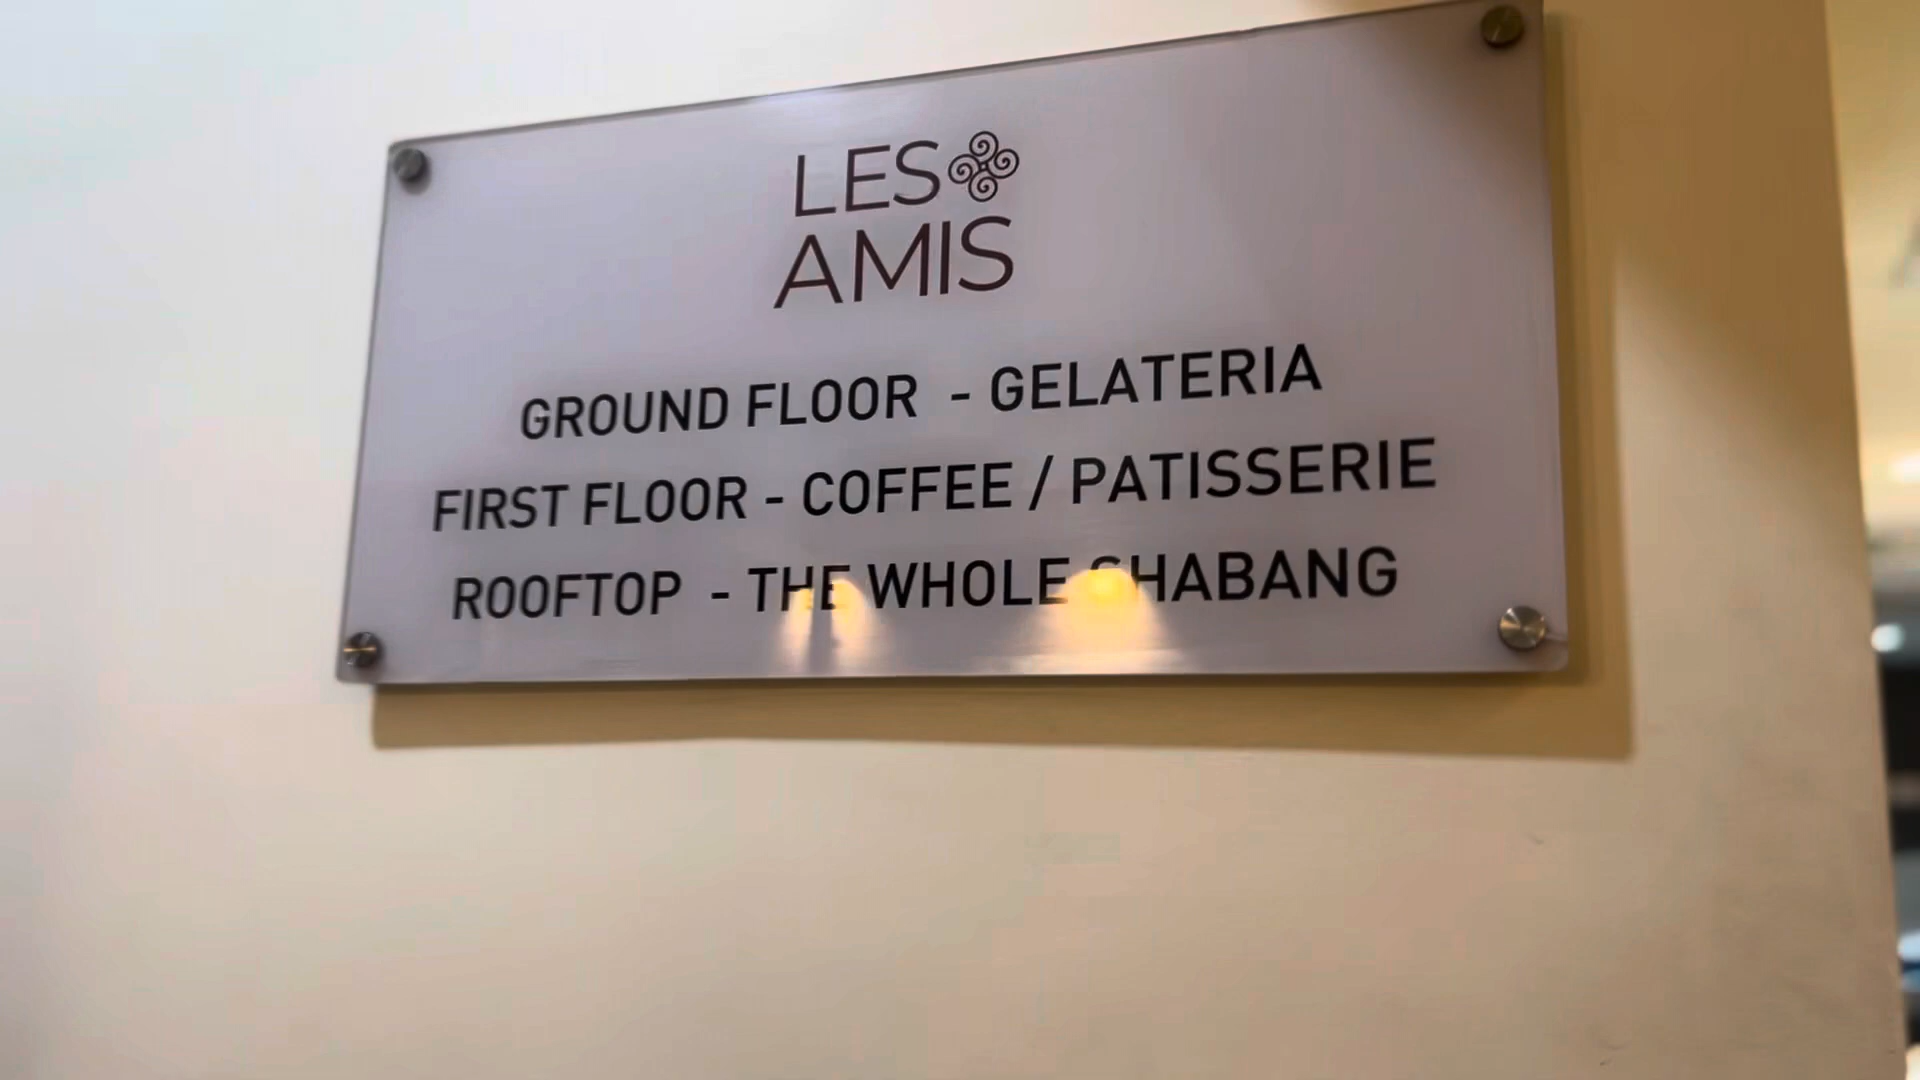 LES
AMIS
GROUND FLOOR - GELATERIA
FIRST FLOOR - COFFEE / PATISSERIE
ROOFTOP - THE WHOLE SHABANG